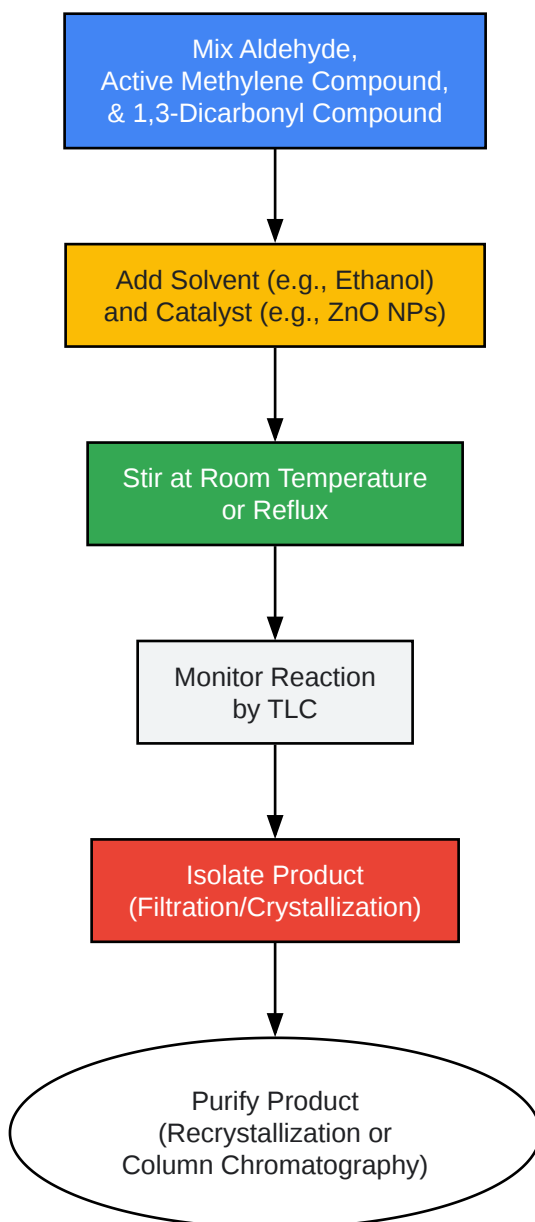 Mix Aldehyde,
Active Methylene Compound,
& 1,3-Dicarbonyl Compound
Add Solvent (e.g., Ethanol)
and Catalyst (e.g., ZnO NPs)
Stir at Room Temperature
or Reflux
Monitor Reaction
by TLC
Isolate Product
(Filtration/Crystallization)
Purify Product
(Recrystallization or
Column Chromatography)